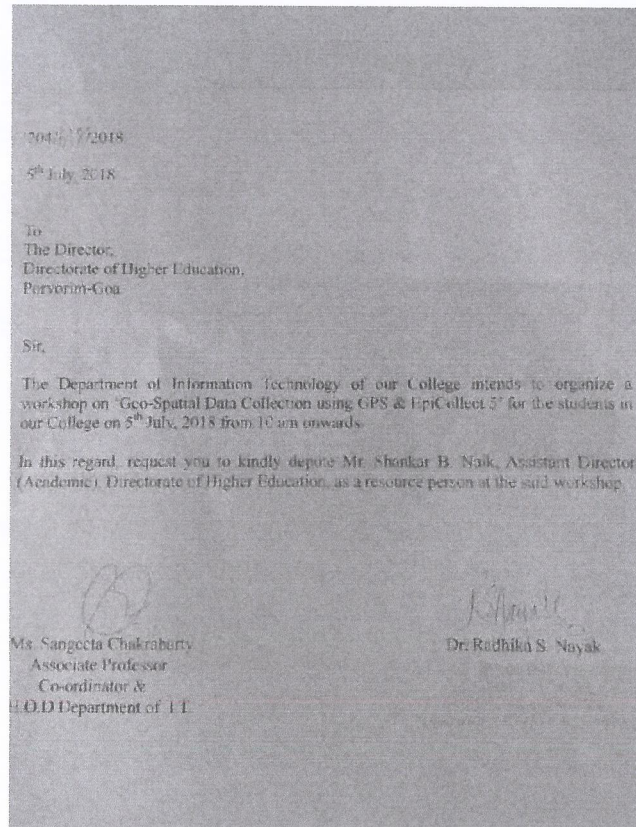 5th July, 2018
To
The Director,
Directorate of Higher Education,
Porvorim-Goa
Sir,
The Department of Information Technology of our College intends to organize a
workshop on "Geo-Spatial Data Collection using GPS & EpiCollect 5" for the students in
our College on 5th July, 2018 from 10 am onwards.
In this regard, request you to kindly depute Mr. Shankar B. Naik, Assistant Director
(Academic), Directorate of Higher Education, as a resource person at the said workshop.
Ms. Sangeeta Chakraborty
Dr. Radhika S. Nayak
Associate Professor
Co-ordinator &
H.O.D Department of I.T.